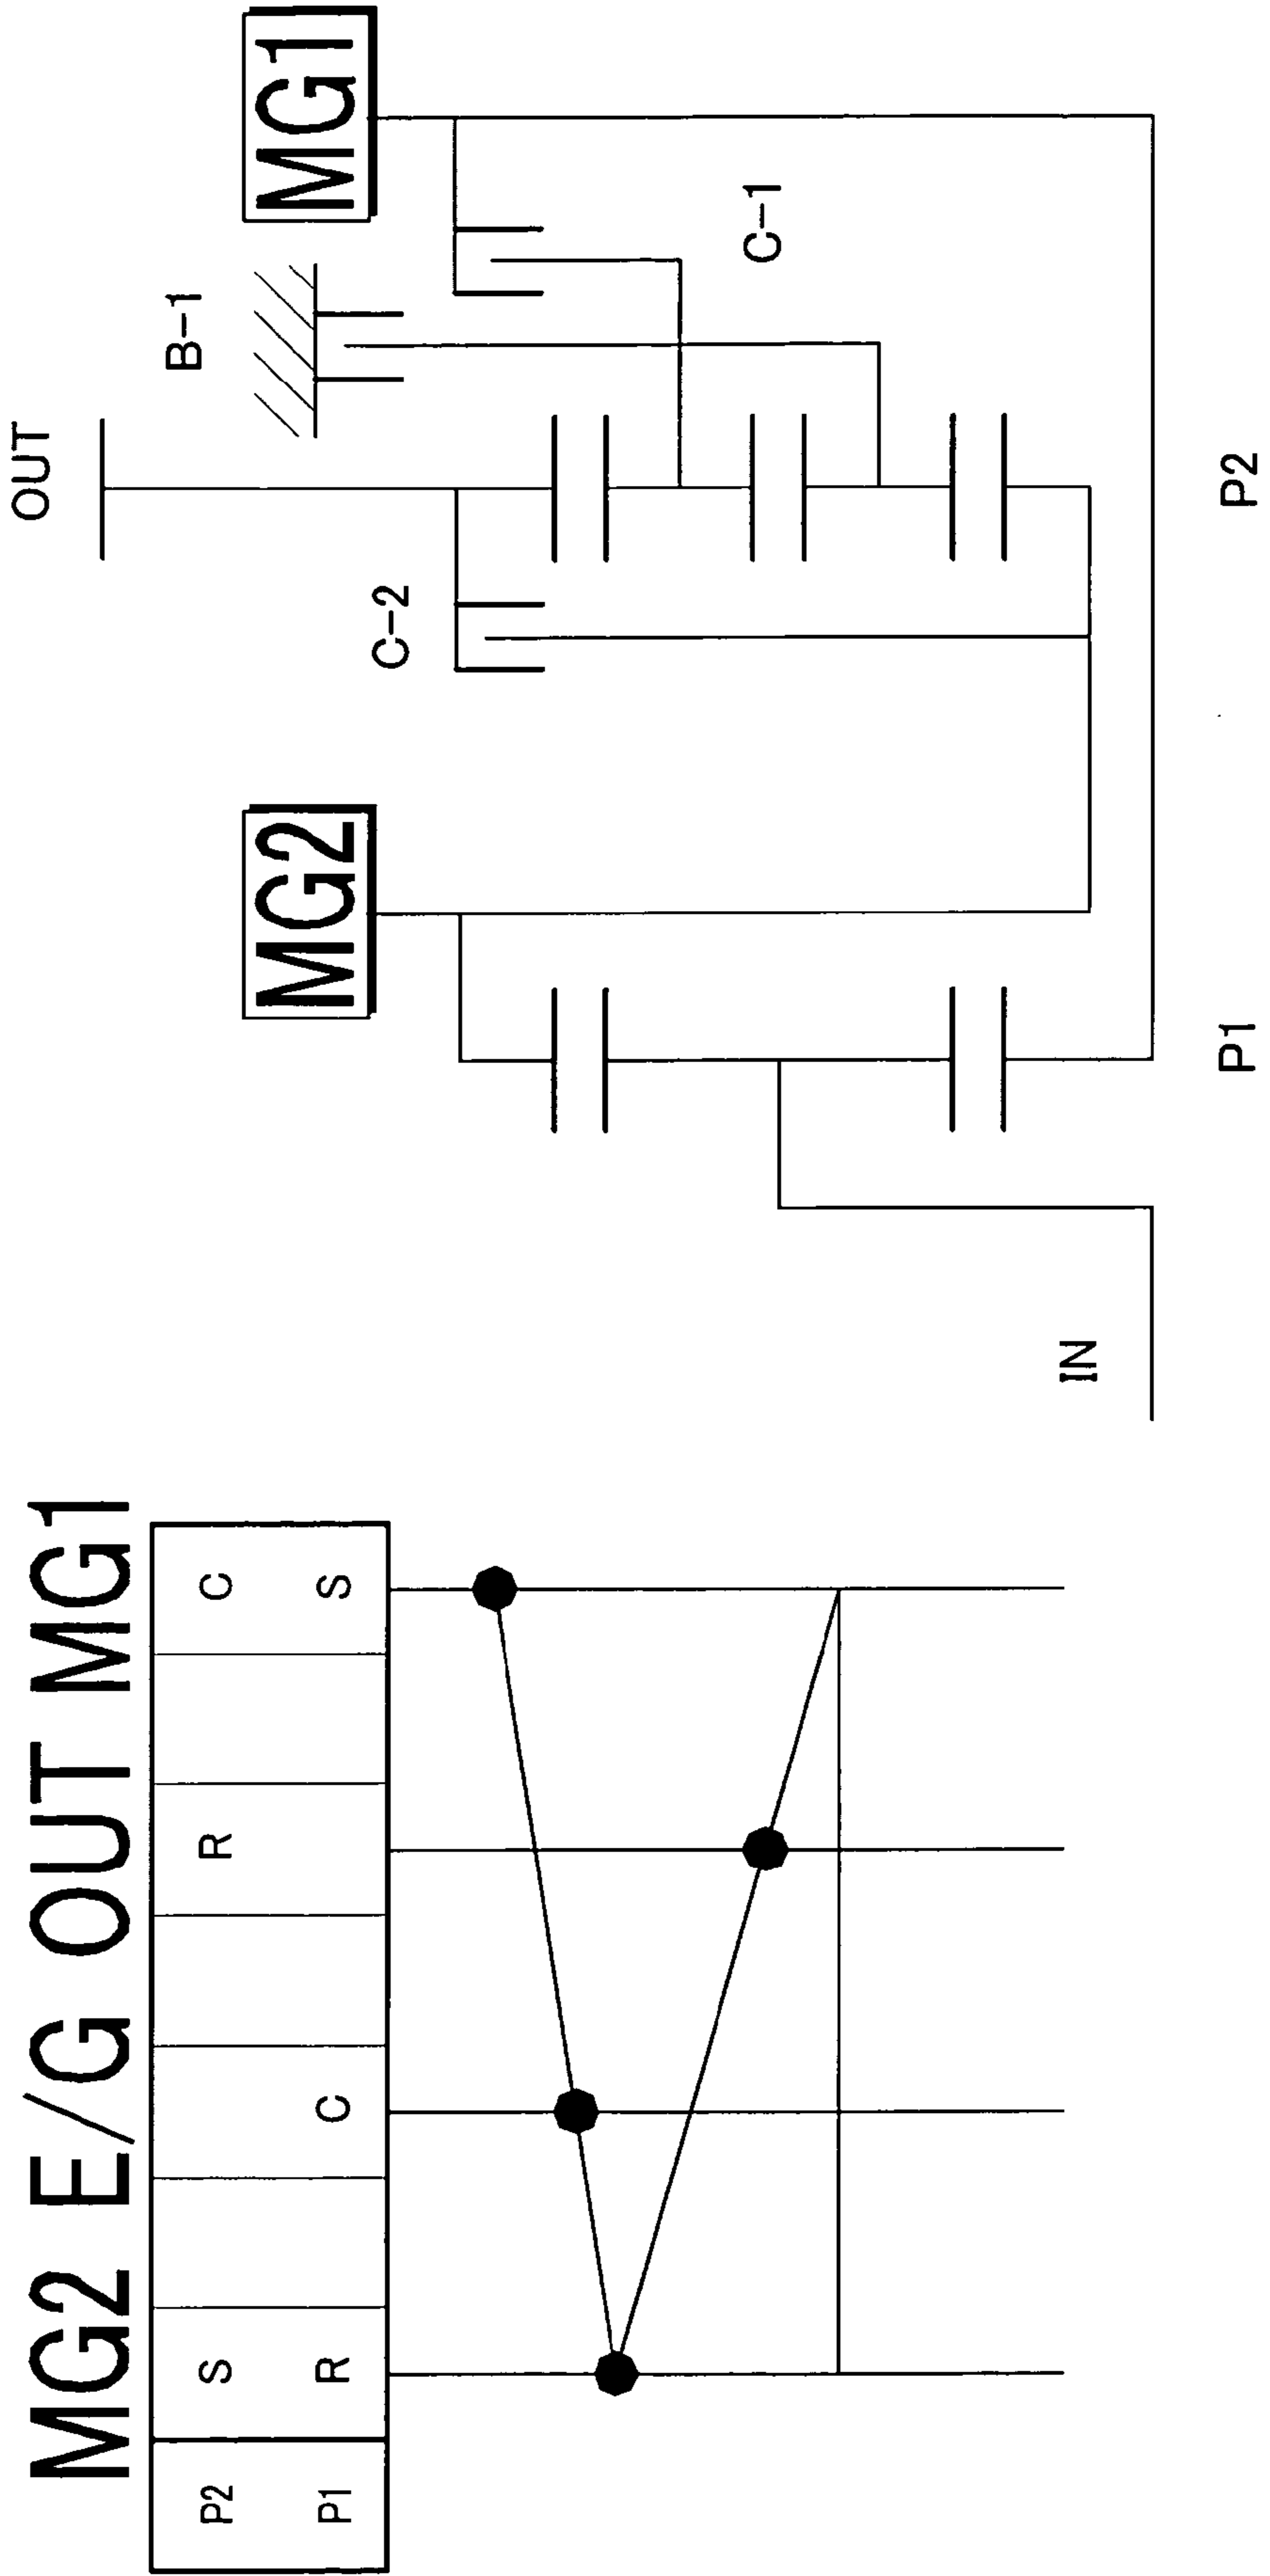 MG2 E/G OUT MG1
P2 S R C
P1 R C S
OUT
B-1
MG2
MG1
C-2
C-1
IN
P1
P2